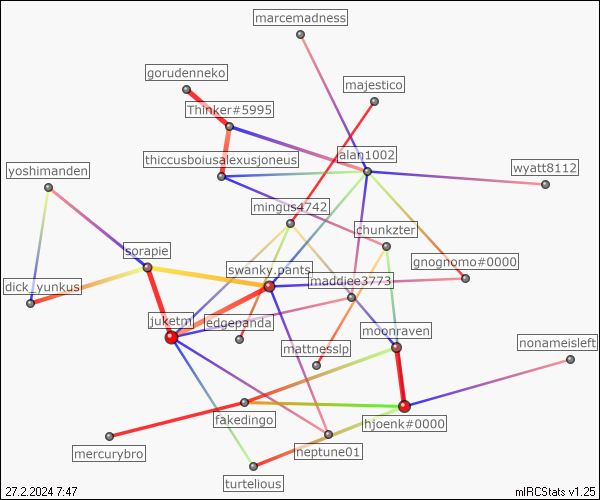 marcemadness
gorudenneko
majestico
Thinker#5995
thiccusboiusalexusjoneus
alan1002
yoshimanden
wyatt8112
mingus4742
chunkzter
sorapie
swanky.pants
gnognomo#0000
dick_yunkus
maddiee3773
juketm
edgepanda
moonraven
mattnesslp
nonameisleft
fakedingo
hjoenk#0000
mercurybro
neptune01
turtelious
27.2.2024 7:47
mIRCStats v1.25